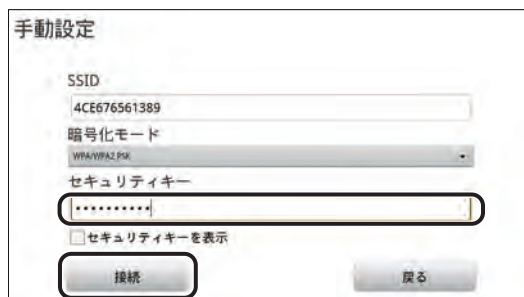 手動設定
SSID
4CE676561389
暗号化モード
WPA/WPA2 PSK
セキュリティキー
••••••••••
セキュリティキーを表示
接続
戻る